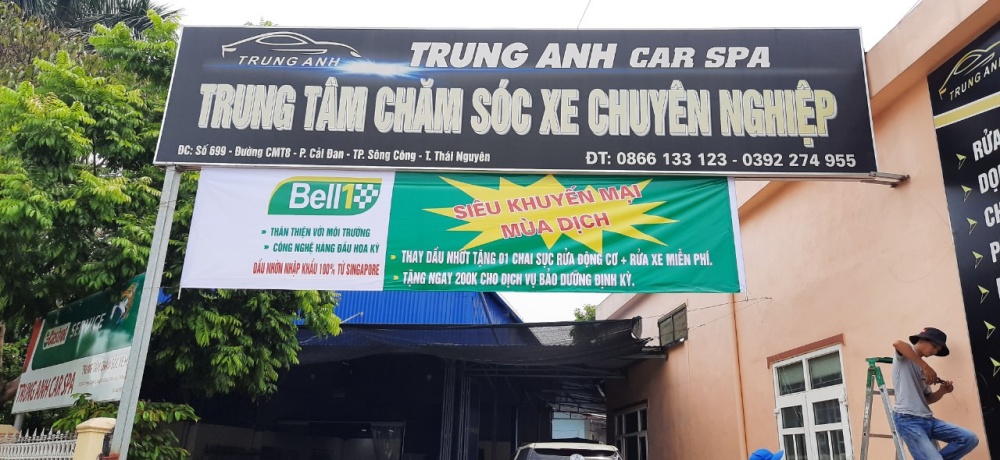 TRUNG ANH
TRUNG ANH CAR SPA
TRUNG TÂM CHĂM SÓC XE CHUYÊN NGHIỆP
ĐC: Số 699 - Đường CMT8 - P. Cải Đan - TP. Sông Công - T. Thái Nguyên
ĐT: 0866 133 123 - 0392 274 955
Bell1
THÂN THIỆN VỚI MÔI TRƯỜNG
CÔNG NGHỆ HÀNG ĐẦU HOA KỲ
DẦU NHỚN NHẬP KHẨU 100% TỪ SINGAPORE
SIÊU KHUYẾN MẠI
MÙA DỊCH
THAY DẦU NHỚT TẶNG 01 CHAI SỤC RỬA ĐỘNG CƠ + RỬA XE MIỄN PHÍ.
TẶNG NGAY 200K CHO DỊCH VỤ BẢO DƯỠNG ĐỊNH KỲ.
Castrol SERVICE
TRUNG ANH CAR SPA
TRUNG ANH
RỬA